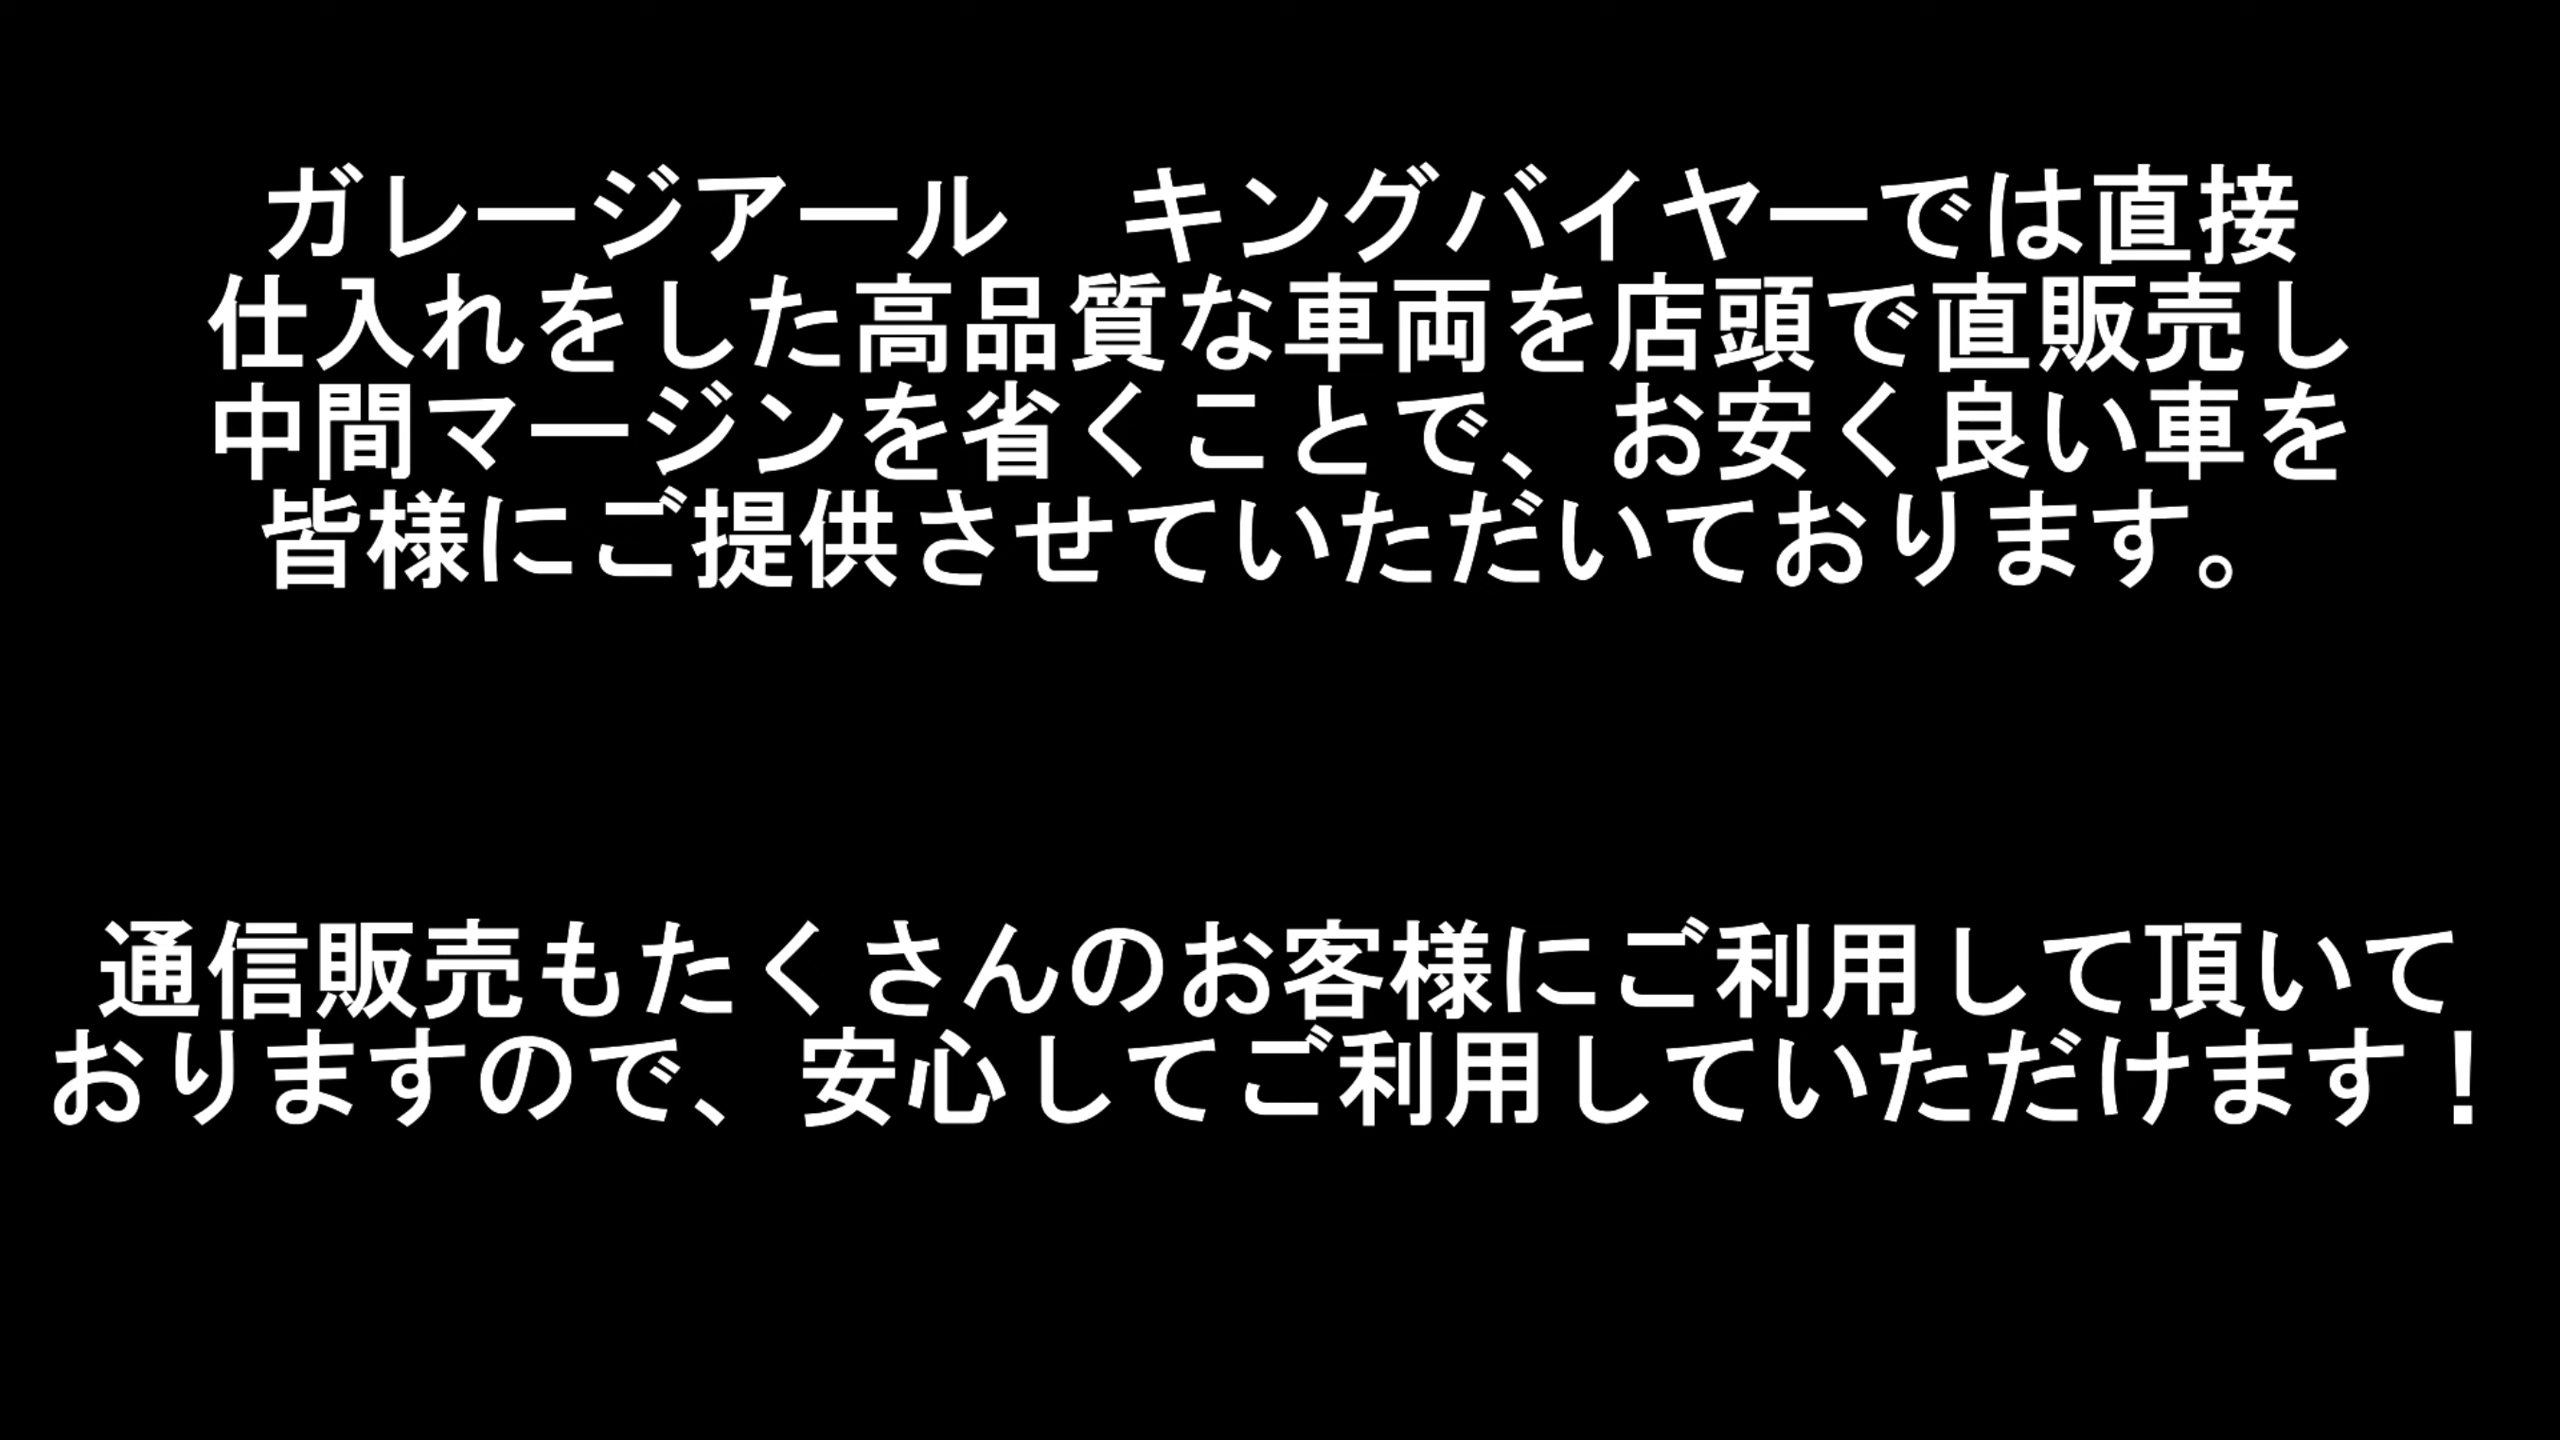 ガレージアール　キングバイヤーでは直接
仕入れをした高品質な車両を店頭で直販売し
中間マージンを省くことで、お安く良い車を
皆様にご提供させていただいております。
通信販売もたくさんのお客様にご利用して頂いて
おりますので、安心してご利用していただけます！